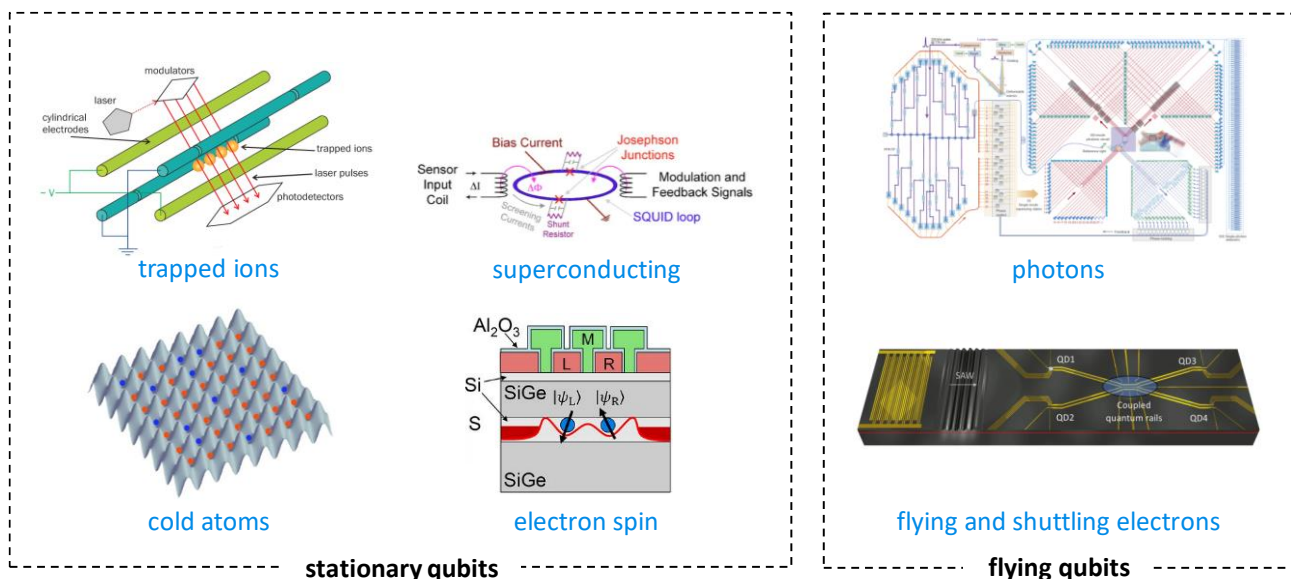 modulators
laser
cylindrical
electrodes
trapped ions
laser pulses
~ V
photodetectors
trapped ions
Bias Current
Josephson
Junctions
Sensor
Input
Coil
ΔI
ΔΦ
Modulation and
Feedback Signals
Screening
Currents
Shunt
Resistor
SQUID loop
superconducting
cold atoms
Al2O3
M
L
R
Si
SiGe
|ψL⟩
|ψR⟩
S
SiGe
electron spin
stationary qubits
photons
SAW
QD1
QD3
Coupled
quantum rails
QD2
QD4
flying and shuttling electrons
flying qubits